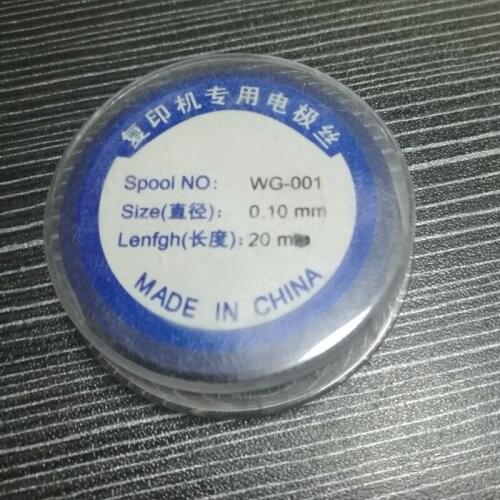 复印机专用电极丝
Spool NO: WG-001
Size(直径): 0.10 mm
Lenfgh(长度): 20 m
MADE IN CHINA